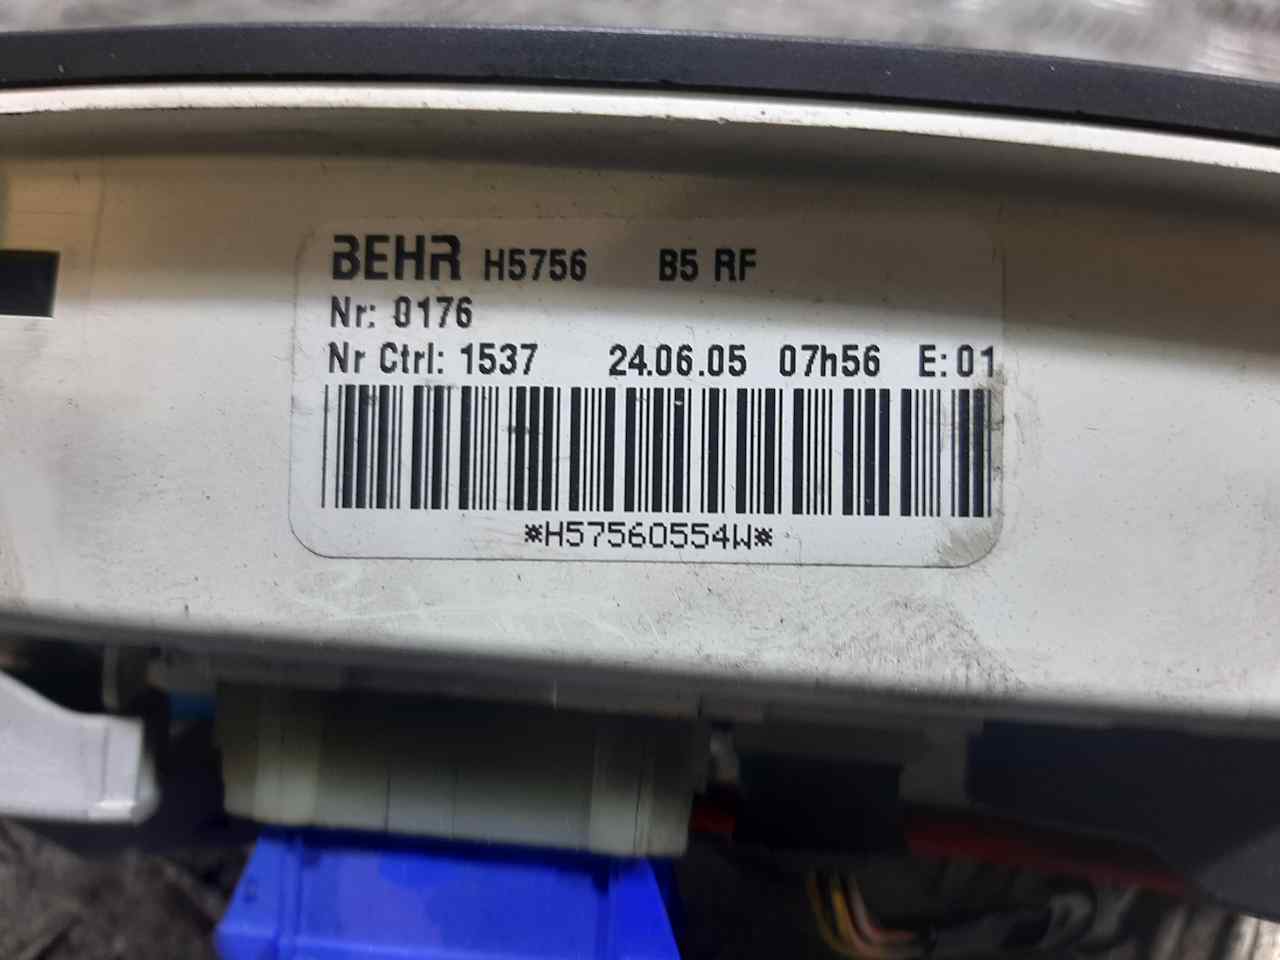 BEHR H5756 B5 RF
Nr: 0176
Nr Ctrl: 1537 24.06.05 07h56 E:01
*H57560554W*